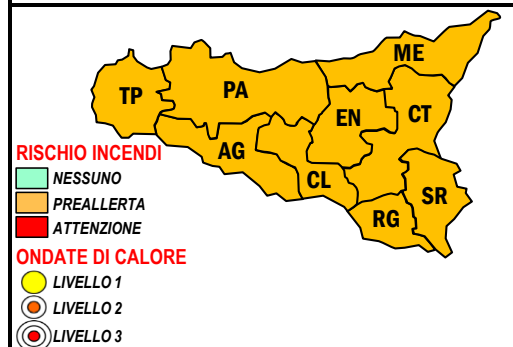 ME
TP
PA
EN
CT
AG
CL
SR
RG
RISCHIO INCENDI
NESSUNO
PREALLERTA
ATTENZIONE
ONDATE DI CALORE
LIVELLO 1
LIVELLO 2
LIVELLO 3